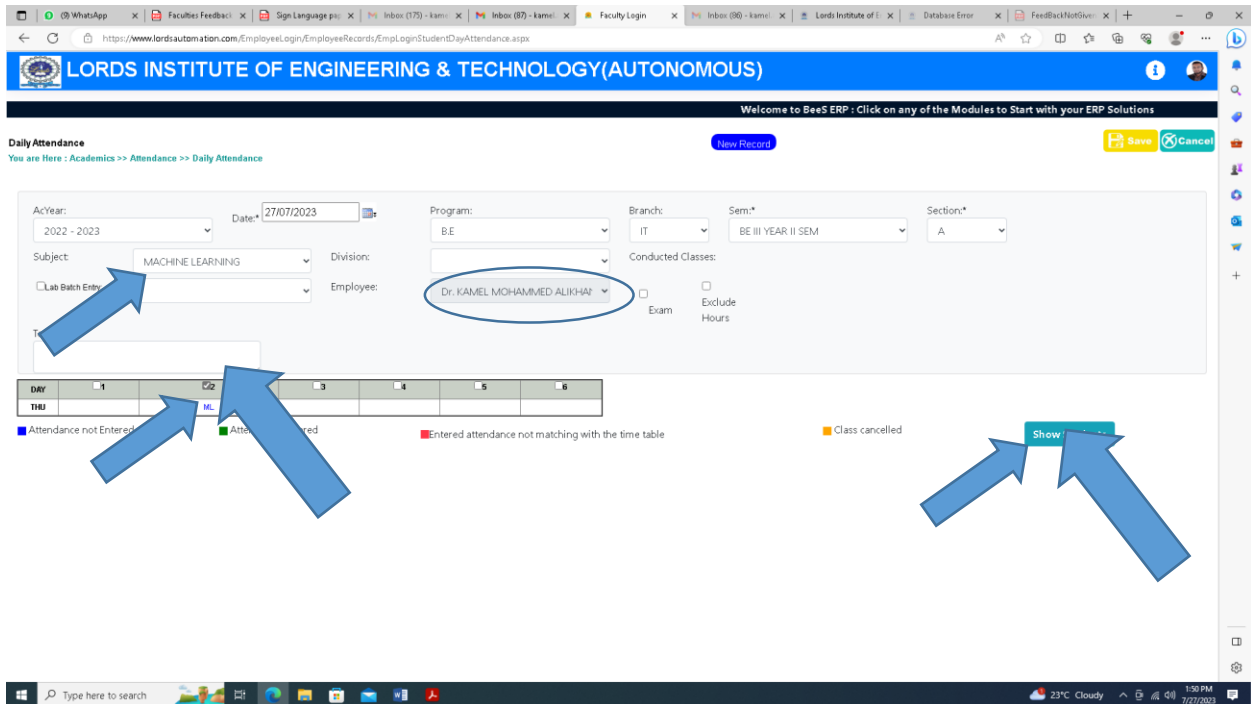 (9) WhatsApp
Faculties Feedback
Sign Language pap
Inbox (175) - kame
Inbox (87) - kamel.
Faculty Login
Inbox (86) - kamel.
Lords Institute of E
Database Error
FeedBackNotGiven
https://www.lordsautomation.com/EmployeeLogin/EmployeeRecords/EmpLoginStudentDayAttendance.aspx
LORDS INSTITUTE OF ENGINEERING & TECHNOLOGY(AUTONOMOUS)
Welcome to BeeS ERP : Click on any of the Modules to Start with your ERP Solutions
Daily Attendance
New Record
Save
Cancel
You are Here : Academics >> Attendance >> Daily Attendance
AcYear:
Date:* 27/07/2023
Program:
Branch:
Sem:*
Section:*
2022 - 2023
B.E
IT
BE III YEAR II SEM
A
Subject:
MACHINE LEARNING
Division:
Conducted Classes:
Lab Batch Entry
Employee:
Dr. KAMEL MOHAMMED ALIKHAN
Exam
Exclude
Hours
DAY 1 2 3 4 5 6
THU ML
Attendance not Entered
Entered attendance not matching with the time table
Class cancelled
Show
Type here to search
23°C Cloudy
1:50 PM
7/27/2023